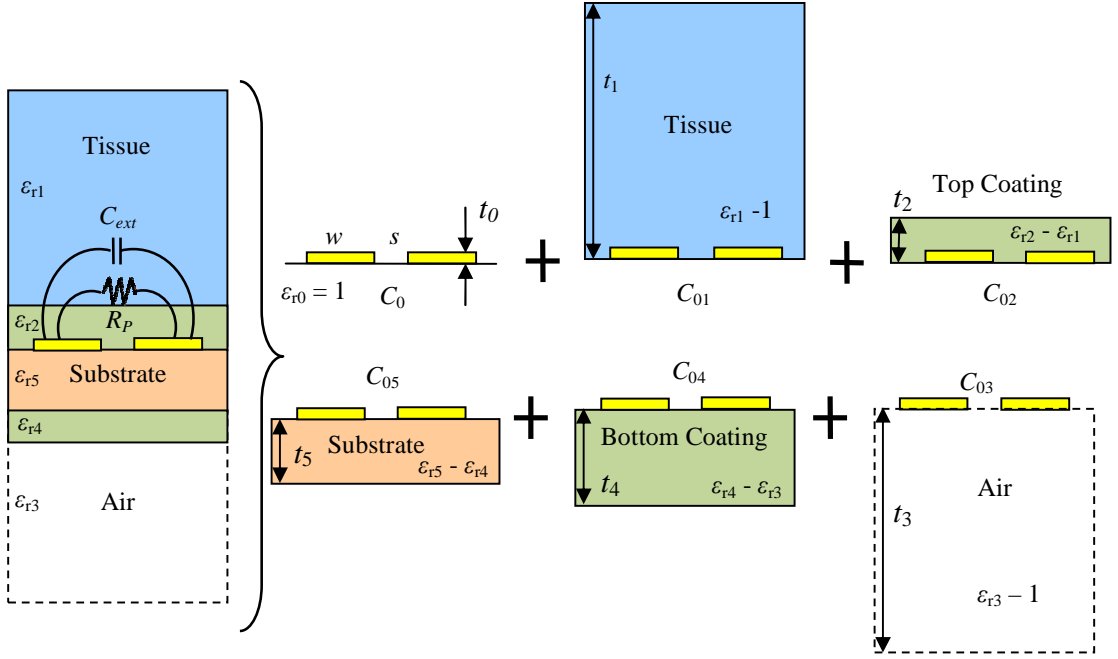 Tissue
εr1
Cext
RP
εr2
Substrate
εr5
εr4
Air
εr3
w s t0
εr0 = 1
C0
+
t1
Tissue
εr1 -1
C01
+
Top Coating
t2
εr2 - εr1
C02
C05
Substrate
t5
εr5 - εr4
+
C04
Bottom Coating
t4
εr4 - εr3
+
C03
Air
t3
εr3 – 1